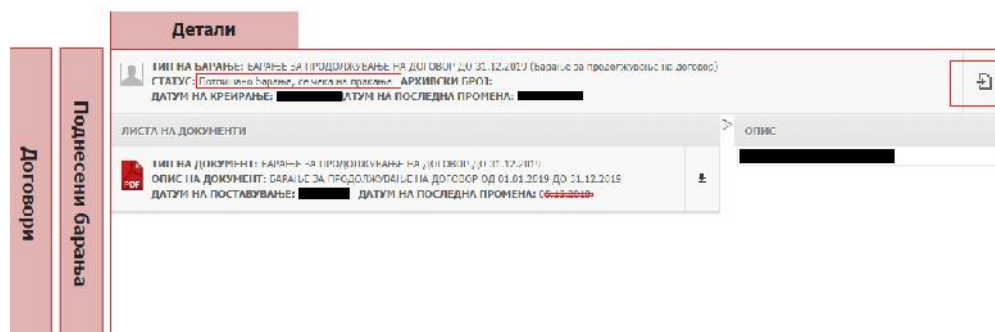 Детали
ТИП НА БАРАЊЕ: БАРАЊЕ ЗА ПРОДОЛЖУВАЊЕ НА ДОГОВОР ДО 31.12.2019 (Барање за продолжување на договор)
СТАТУС: Потпишано барање, се чека на праќање АРХИВСКИ БРОЈ:
ДАТУМ НА КРЕИРАЊЕ: ДАТУМ НА ПОСЛЕДНА ПРОМЕНА:
ЛИСТА НА ДОКУМЕНТИ
ОПИС
ТИП НА ДОКУМЕНТ: БАРАЊЕ ЗА ПРОДОЛЖУВАЊЕ НА ДОГОВОР ДО 31.12.2019
PDF
ОПИС НА ДОКУМЕНТ: БАРАЊЕ ЗА ПРОДОЛЖУВАЊЕ НА ДОГОВОР ОД 01.01.2019 ДО 31.12.2019
ДАТУМ НА ПОСТАВУВАЊЕ: ДАТУМ НА ПОСЛЕДНА ПРОМЕНА:
Договори
Поднесени барања